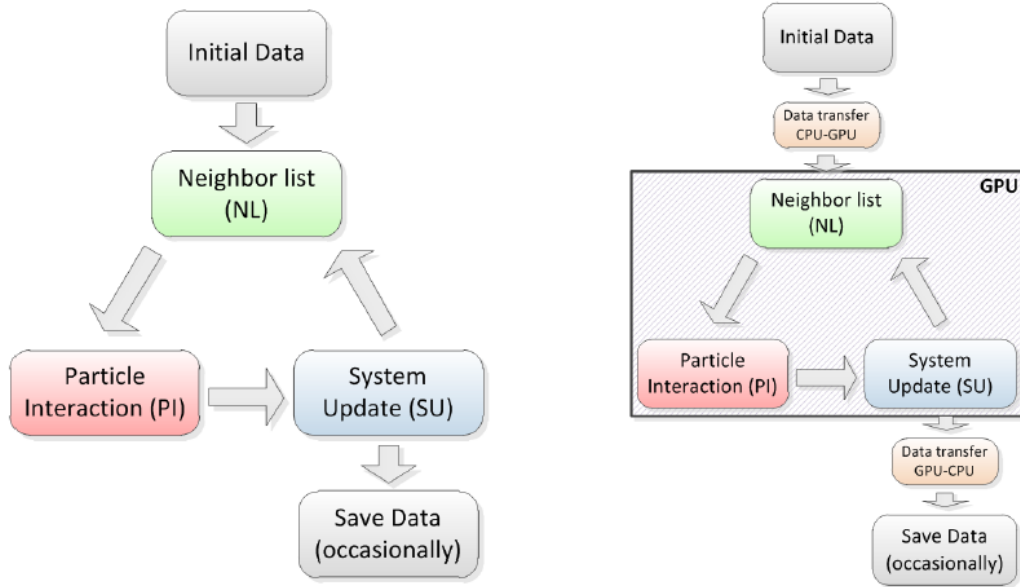 Initial Data
Neighbor list
(NL)
Particle
Interaction (PI)
System
Update (SU)
Save Data
(occasionally)
Initial Data
Data transfer
CPU-GPU
GPU
Neighbor list
(NL)
Particle
Interaction (PI)
System
Update (SU)
Data transfer
GPU-CPU
Save Data
(occasionally)